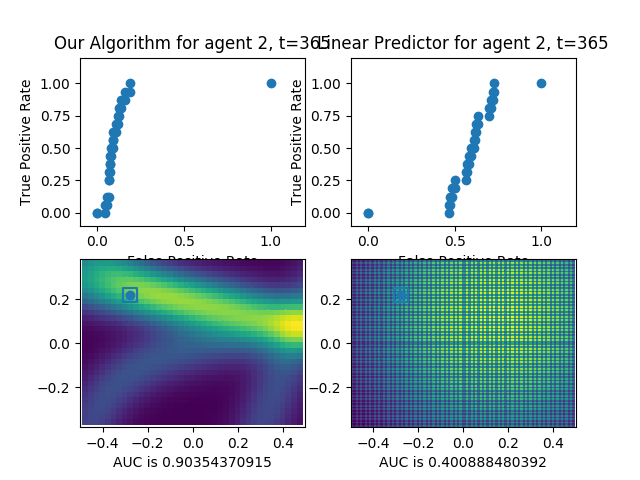 Our Algorithm for agent 2, t=365
Linear Predictor for agent 2, t=365
True Positive Rate
1.00
0.75
0.50
0.25
0.00
0.0 0.5 1.0
False Positive Rate
True Positive Rate
1.00
0.75
0.50
0.25
0.00
0.0 0.5 1.0
False Positive Rate
0.2
0.0
−0.2
−0.4 −0.2 0.0 0.2 0.4
AUC is 0.90354370915
0.2
0.0
−0.2
−0.4 −0.2 0.0 0.2 0.4
AUC is 0.400888480392